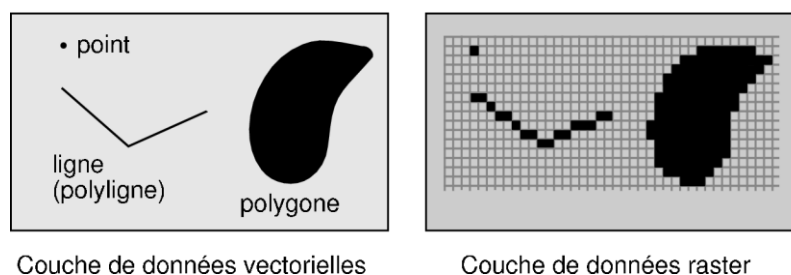 point
ligne
(polyligne)
polygone
Couche de données vectorielles
Couche de données raster